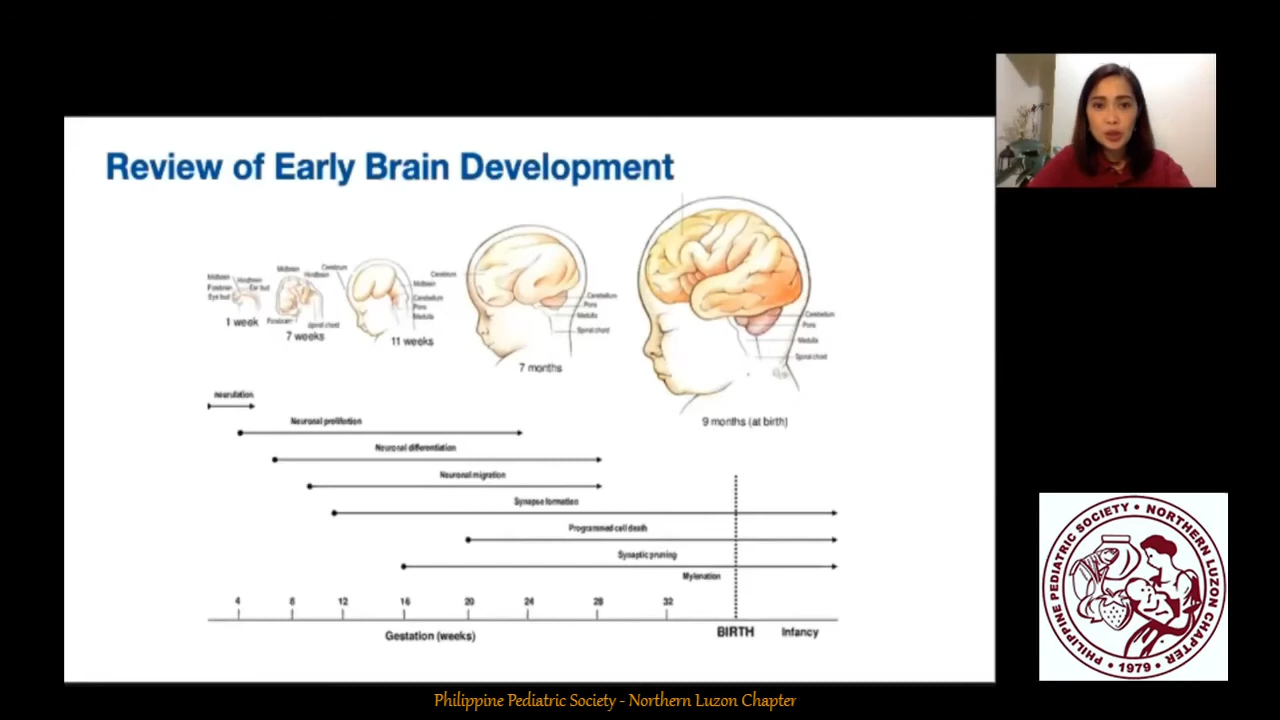 Review of Early Brain Development
Midbrain
Hindbrain
Forebrain
Ear bud
Eye bud
1 week
Midbrain
Hindbrain
Forebrain
Spinal chord
7 weeks
Cerebrum
Midbrain
Cerebellum
Pons
Medulla
11 weeks
Cerebrum
Cerebellum
Pons
Medulla
Spinal chord
7 months
Cerebellum
Pons
Medulla
Spinal chord
9 months (at birth)
Neurulation
Neuronal proliferation
Neuronal differentiation
Neuronal migration
Synapse formation
Programmed cell death
Synaptic pruning
Mylenation
4 8 12 16 20 24 28 32
Gestation (weeks)
BIRTH
Infancy
PHILIPPINE PEDIATRIC SOCIETY • NORTHERN LUZON CHAPTER
• 1979 •
Philippine Pediatric Society - Northern Luzon Chapter